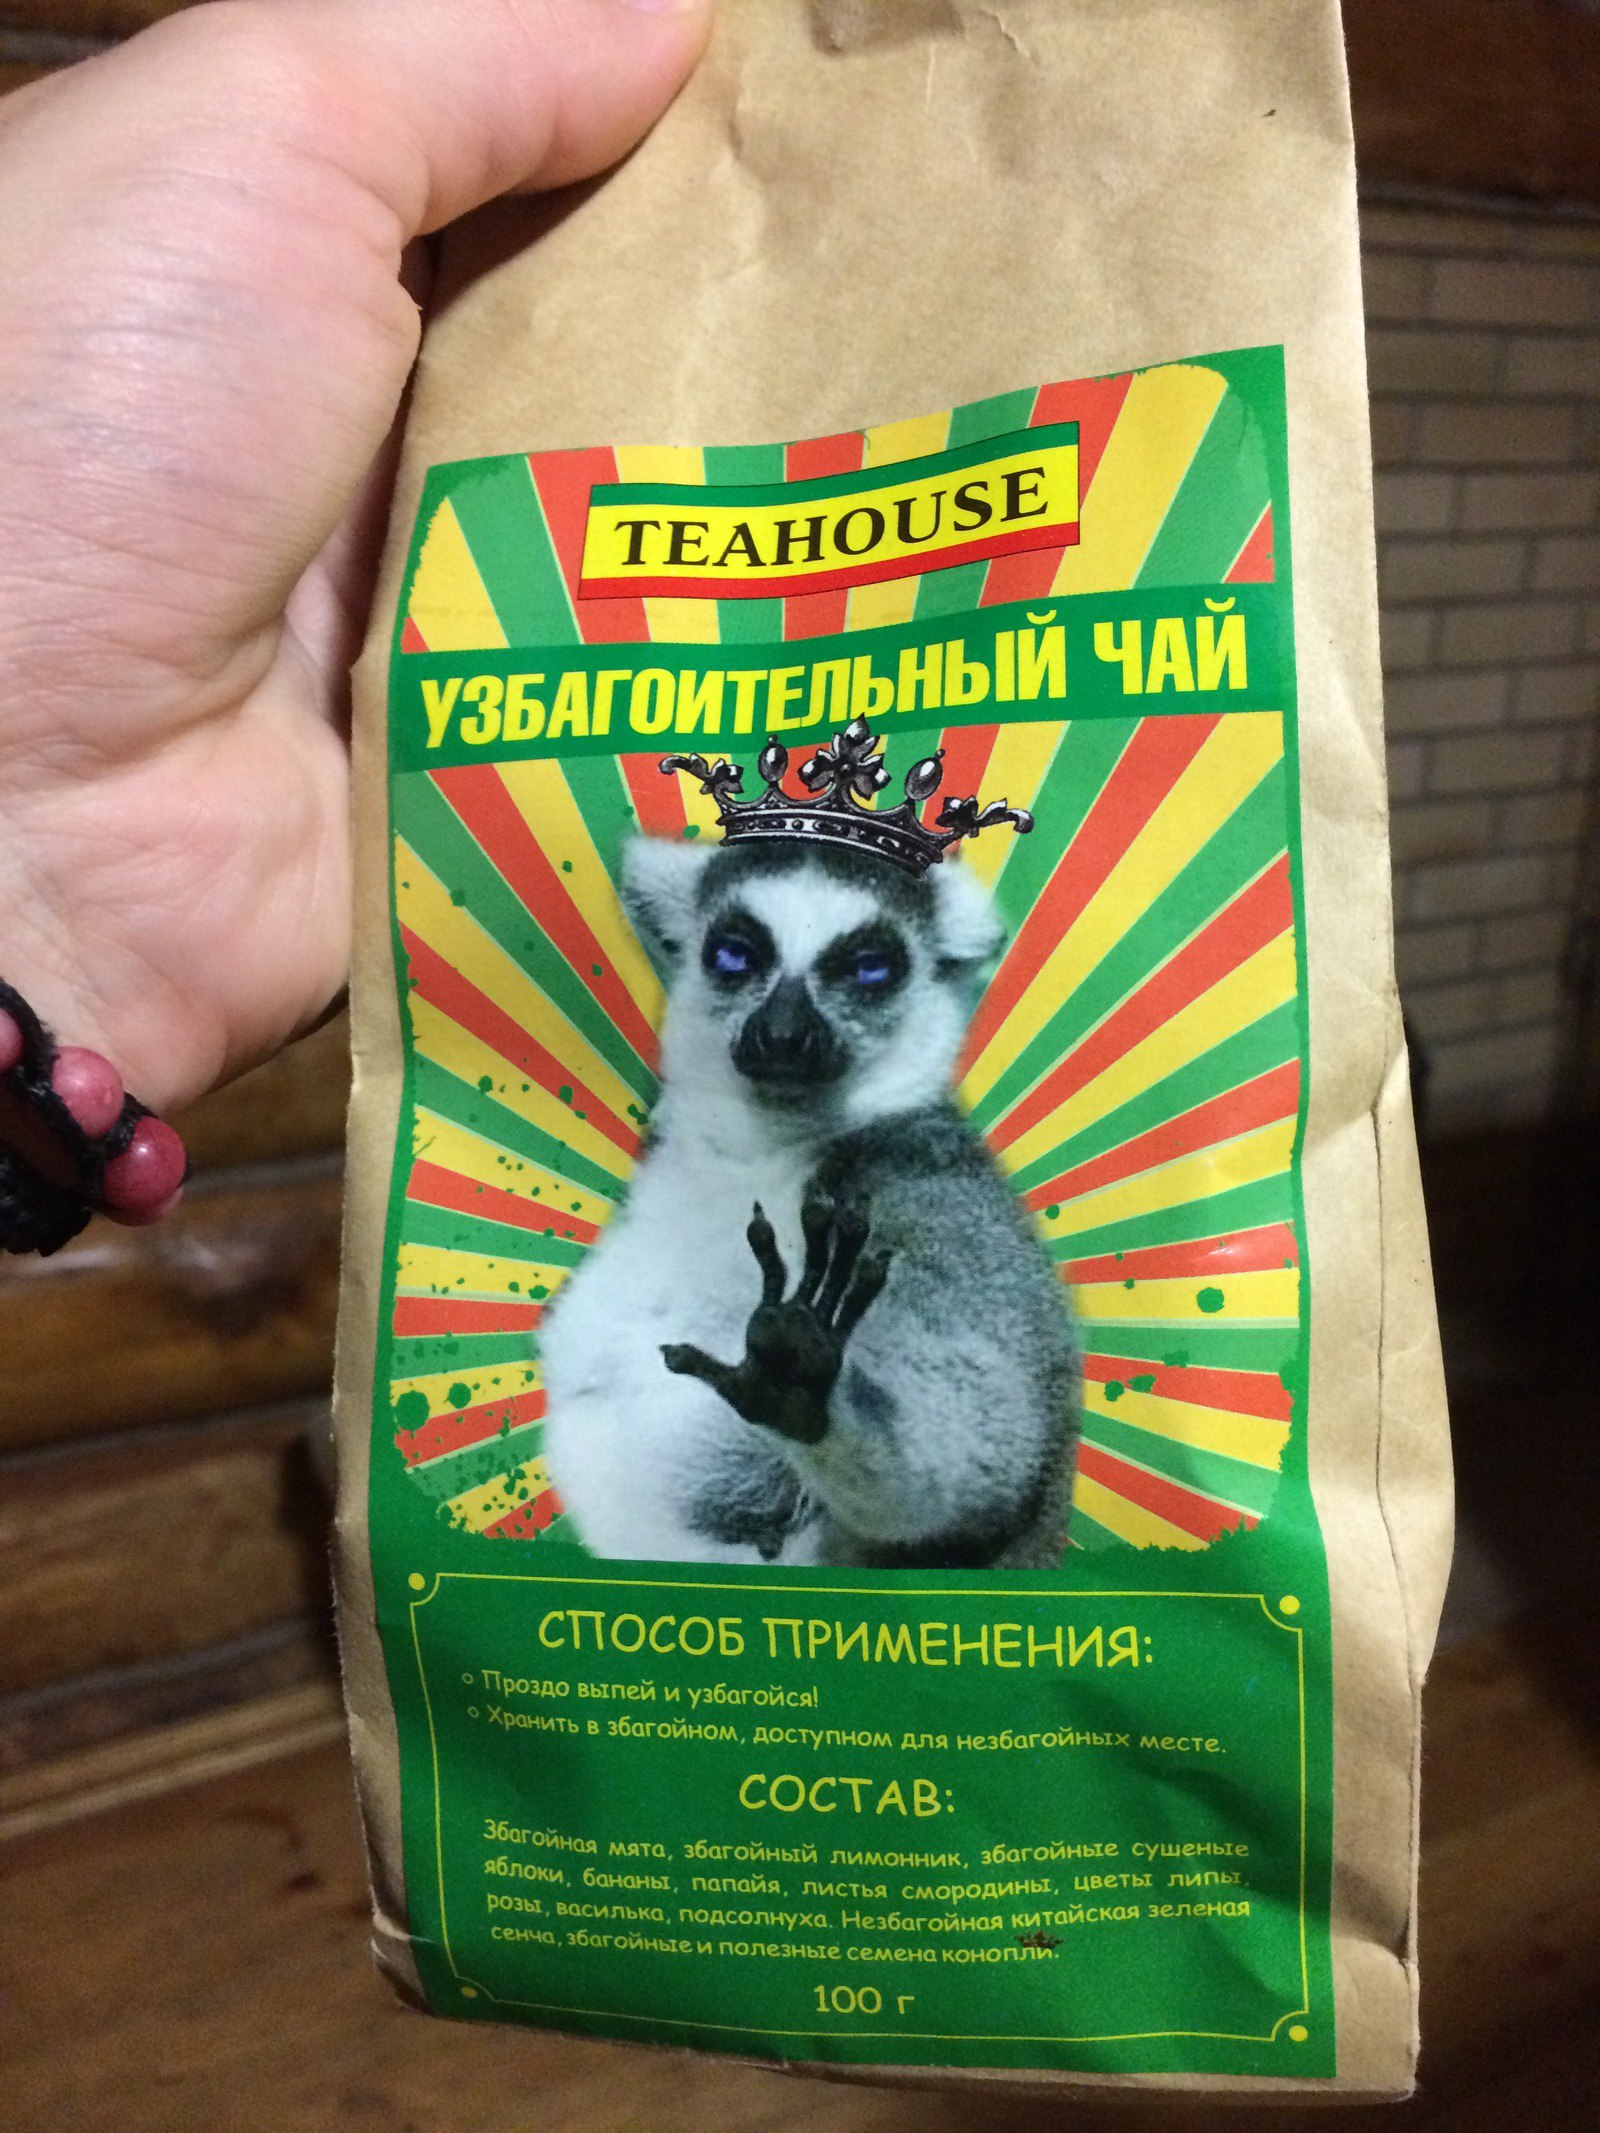 TEAHOUSE
УЗБАГОИТЕЛЬНЫЙ ЧАЙ
СПОСОБ ПРИМЕНЕНИЯ:
○ Проздо выпей и узбагойся!
○ Хранить в збагойном, доступном для незбагойных месте.
СОСТАВ:
Збагойная мята, збагойный лимонник, збагойные сушеные
яблоки, бананы, папайя, листья смородины, цветы липы,
розы, василька, подсолнуха. Незбагойная китайская зеленая
сенча, збагойные и полезные семена конопли.
100 г